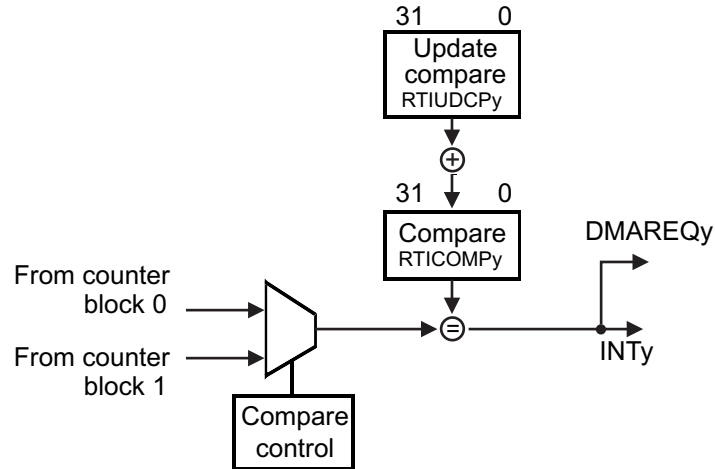 31 0
Update
compare
RTIUDCPy
+
31 0
Compare
RTICOMPy
DMAREQy
From counter
block 0
=
INTy
From counter
block 1
Compare
control